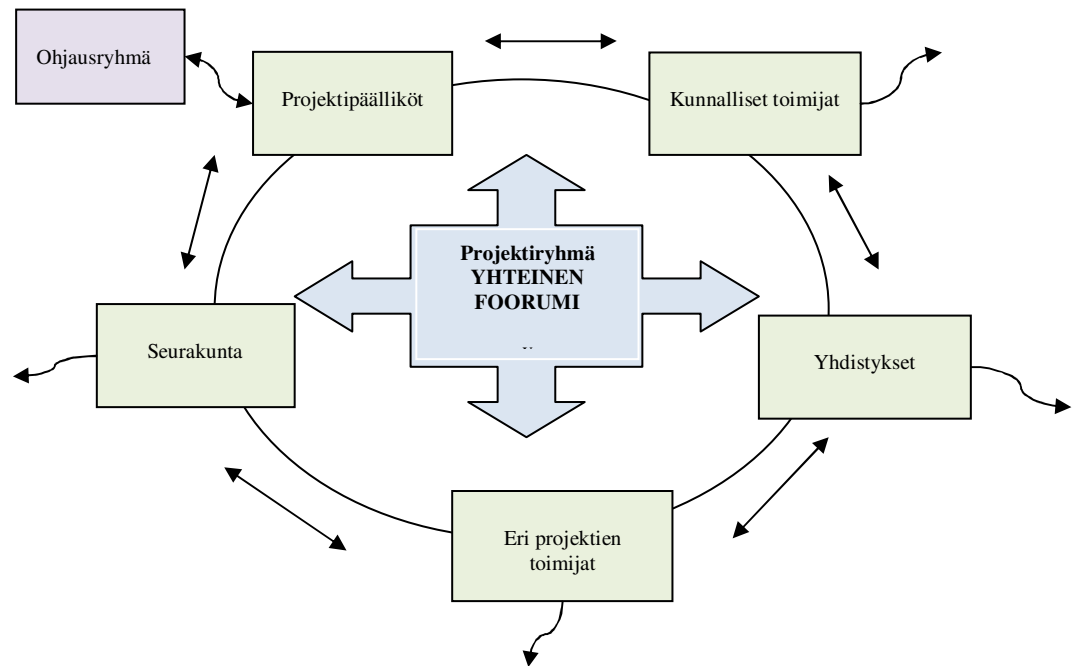 Ohjausryhmä
Projektipäälliköt
Kunnalliset toimijat
Projektiryhmä
YHTEINEN
FOORUMI
Seurakunta
Yhdistykset
Eri projektien
toimijat